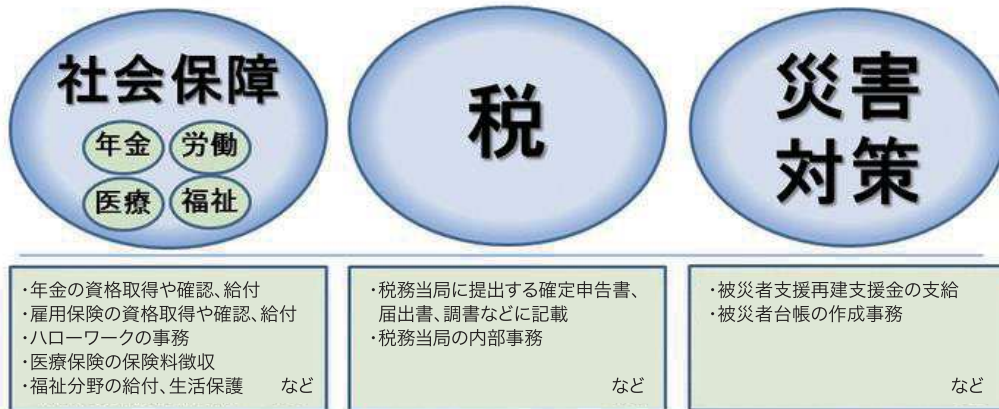 社会保障
年金 労働
医療 福祉
・年金の資格取得や確認、給付
・雇用保険の資格取得や確認、給付
・ハローワークの事務
・医療保険の保険料徴収
・福祉分野の給付、生活保護 など
税
・税務当局に提出する確定申告書、
届出書、調書などに記載
・税務当局の内部事務
など
災害
対策
・被災者支援再建支援金の支給
・被災者台帳の作成事務
など